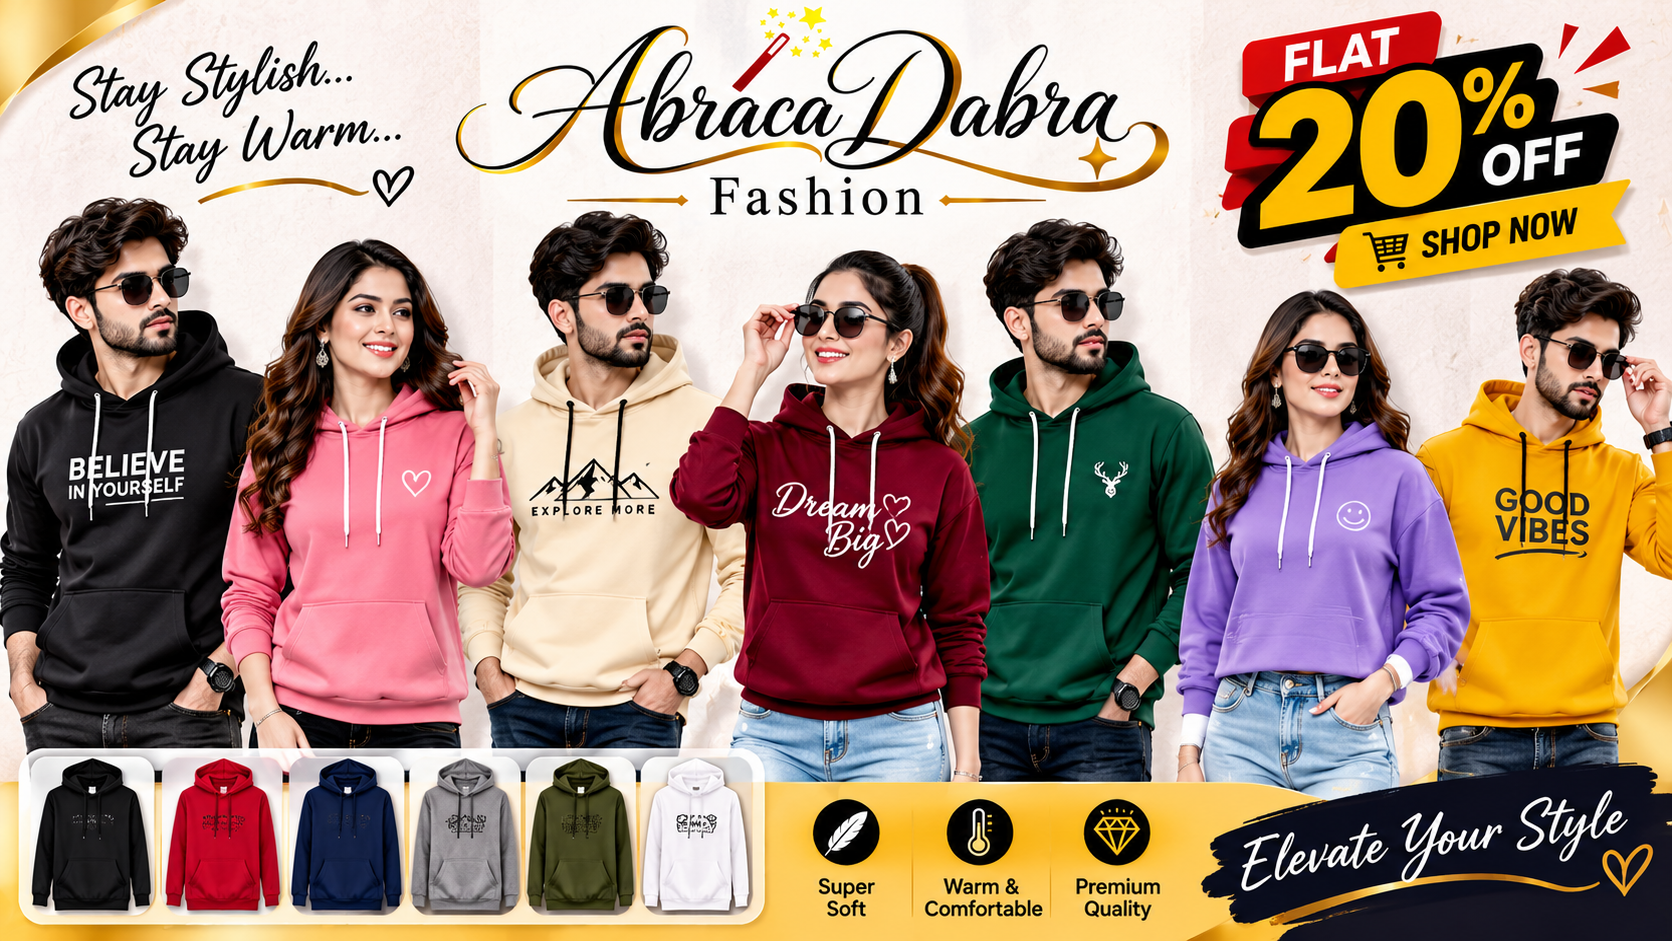 Stay Stylish...
Stay Warm...
AbracaDabra
Fashion
FLAT
20%
OFF
SHOP NOW
BELIEVE
IN YOURSELF
EXPLORE MORE
Dream
Big
GOOD
VIBES
Super
Soft
Warm &
Comfortable
Premium
Quality
Elevate Your Style